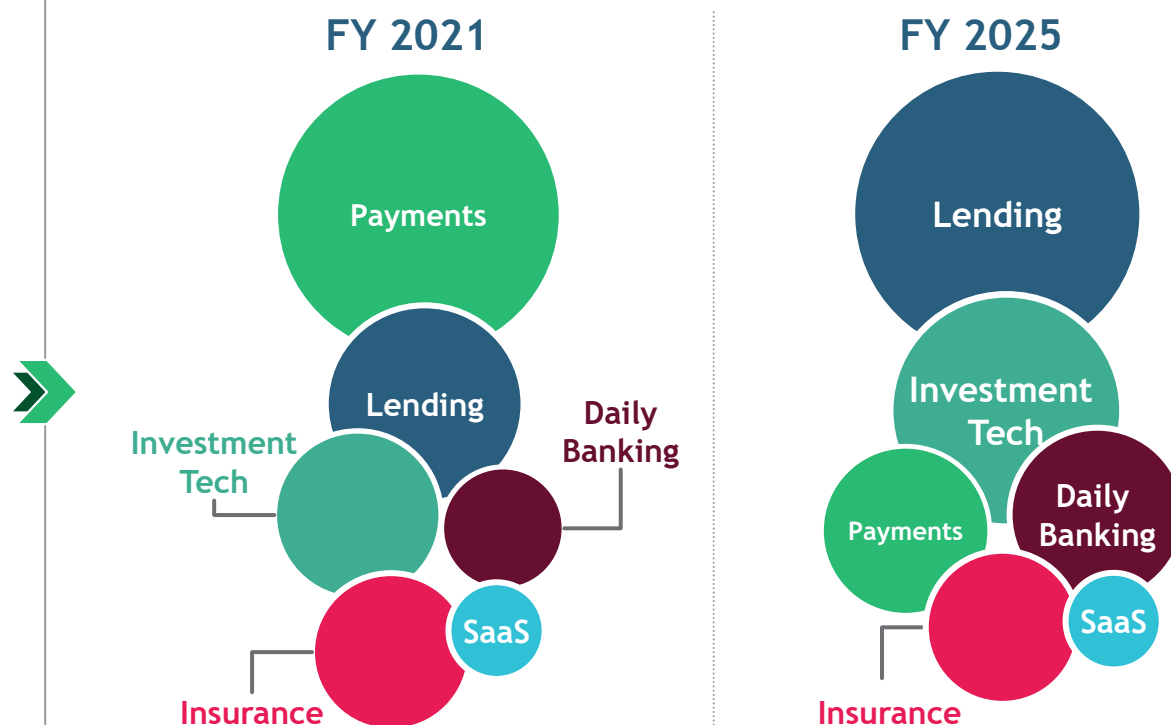 FY 2021
Payments
Lending
Daily
Banking
Investment
Tech
SaaS
Insurance
FY 2025
Lending
Investment
Tech
Daily
Banking
Payments
SaaS
Insurance